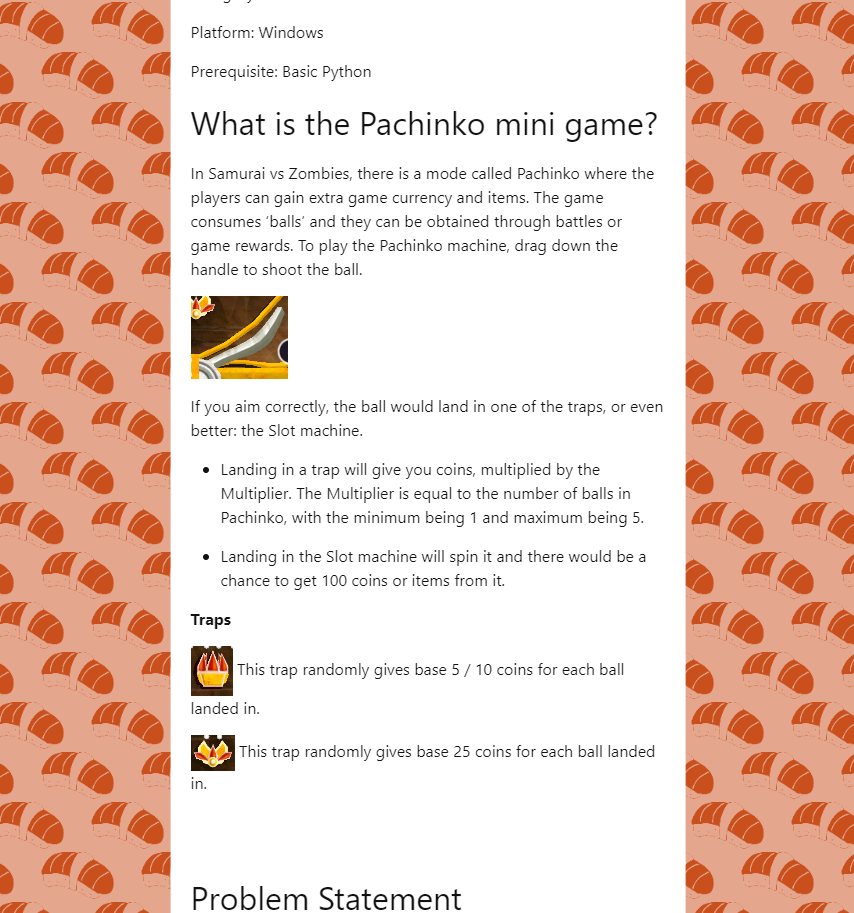 Platform: Windows
Prerequisite: Basic Python
What is the Pachinko mini game?
In Samurai vs Zombies, there is a mode called Pachinko where the
players can gain extra game currency and items. The game
consumes ‘balls’ and they can be obtained through battles or
game rewards. To play the Pachinko machine, drag down the
handle to shoot the ball.
If you aim correctly, the ball would land in one of the traps, or even
better: the Slot machine.
• Landing in a trap will give you coins, multiplied by the
Multiplier. The Multiplier is equal to the number of balls in
Pachinko, with the minimum being 1 and maximum being 5.
• Landing in the Slot machine will spin it and there would be a
chance to get 100 coins or items from it.
Traps
This trap randomly gives base 5 / 10 coins for each ball
landed in.
This trap randomly gives base 25 coins for each ball landed
in.
Problem Statement